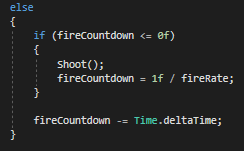 else
{
if (fireCountdown <= 0f)
{
Shoot();
fireCountdown = 1f / fireRate;
}
fireCountdown -= Time.deltaTime;
}